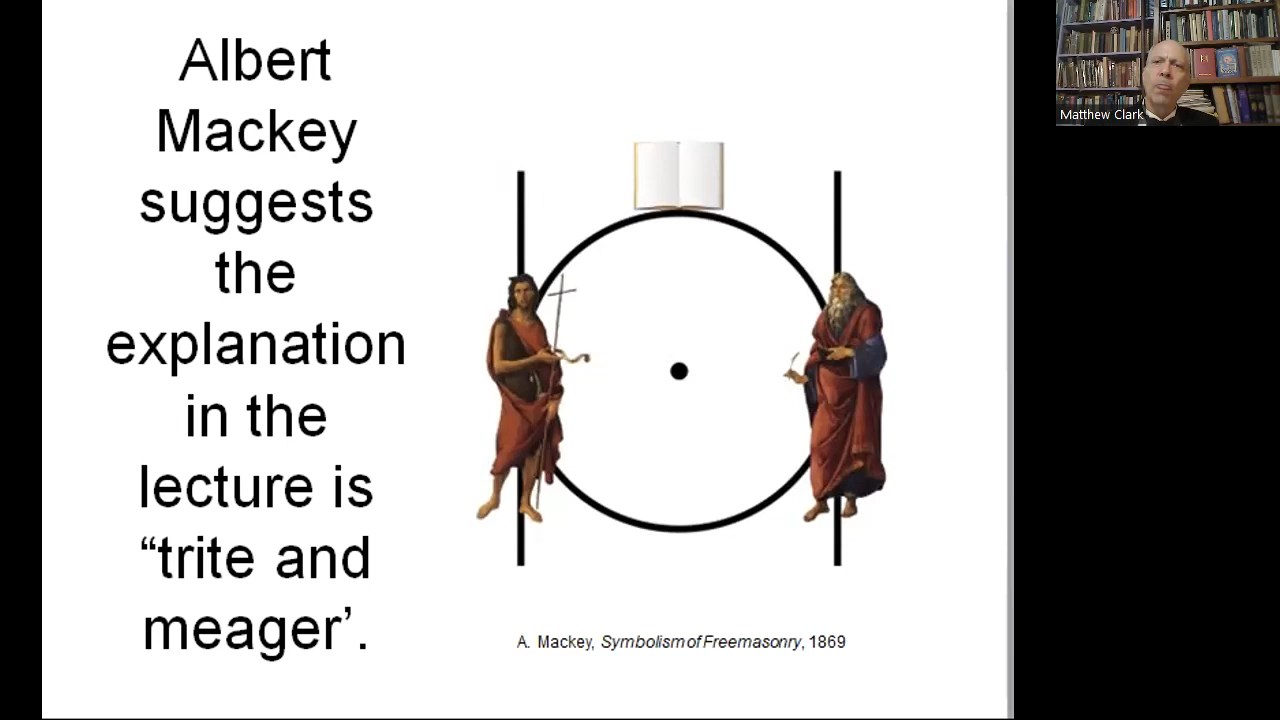 Albert
Mackey
suggests
the
explanation
in the
lecture is
“trite and
meager’.
A. Mackey, Symbolism of Freemasonry, 1869
Matthew Clark